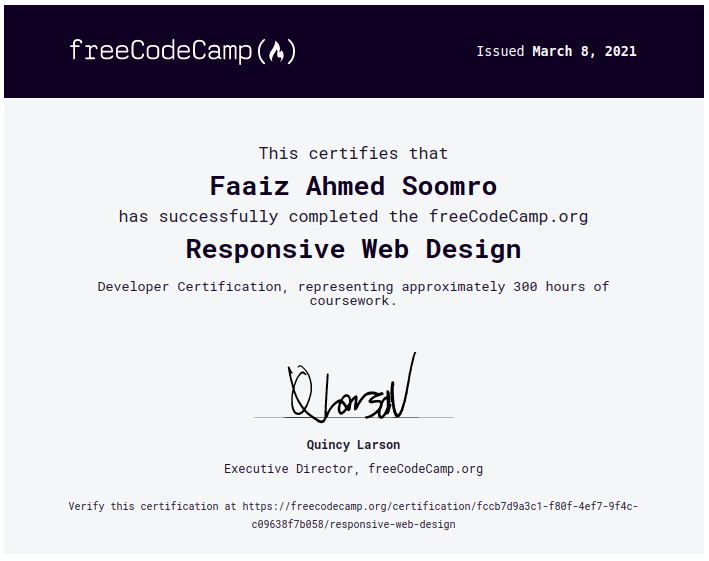 freeCodeCamp(🔥)
Issued March 8, 2021
This certifies that
Faaiz Ahmed Soomro
has successfully completed the freeCodeCamp.org
Responsive Web Design
Developer Certification, representing approximately 300 hours of
coursework.
Q Larson
Quincy Larson
Executive Director, freeCodeCamp.org
Verify this certification at https://freecodecamp.org/certification/fccb7d9a3c1-f80f-4ef7-9f4c-
c09638f7b058/responsive-web-design